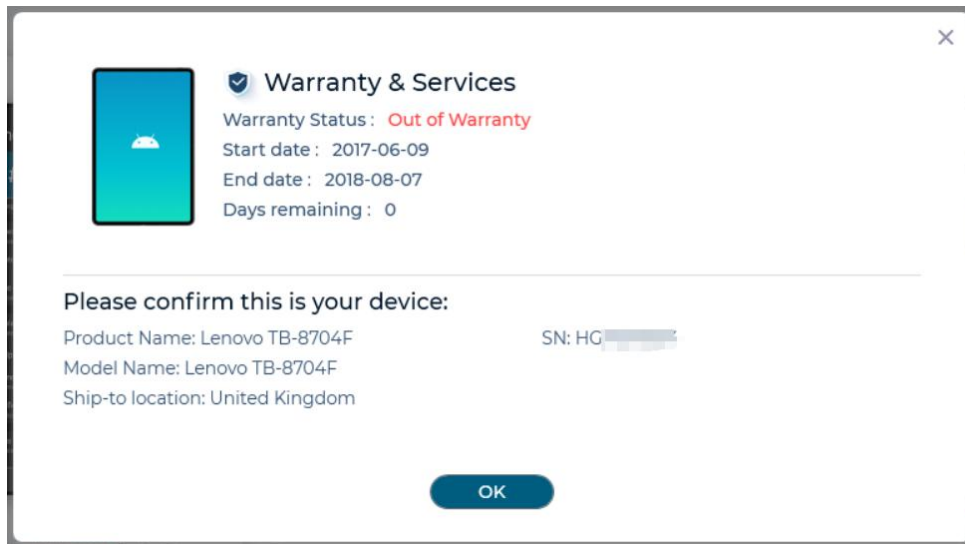 Warranty & Services
Warranty Status : Out of Warranty
Start date : 2017-06-09
End date : 2018-08-07
Days remaining : 0
Please confirm this is your device:
Product Name: Lenovo TB-8704F
SN: HG
Model Name: Lenovo TB-8704F
Ship-to location: United Kingdom
OK